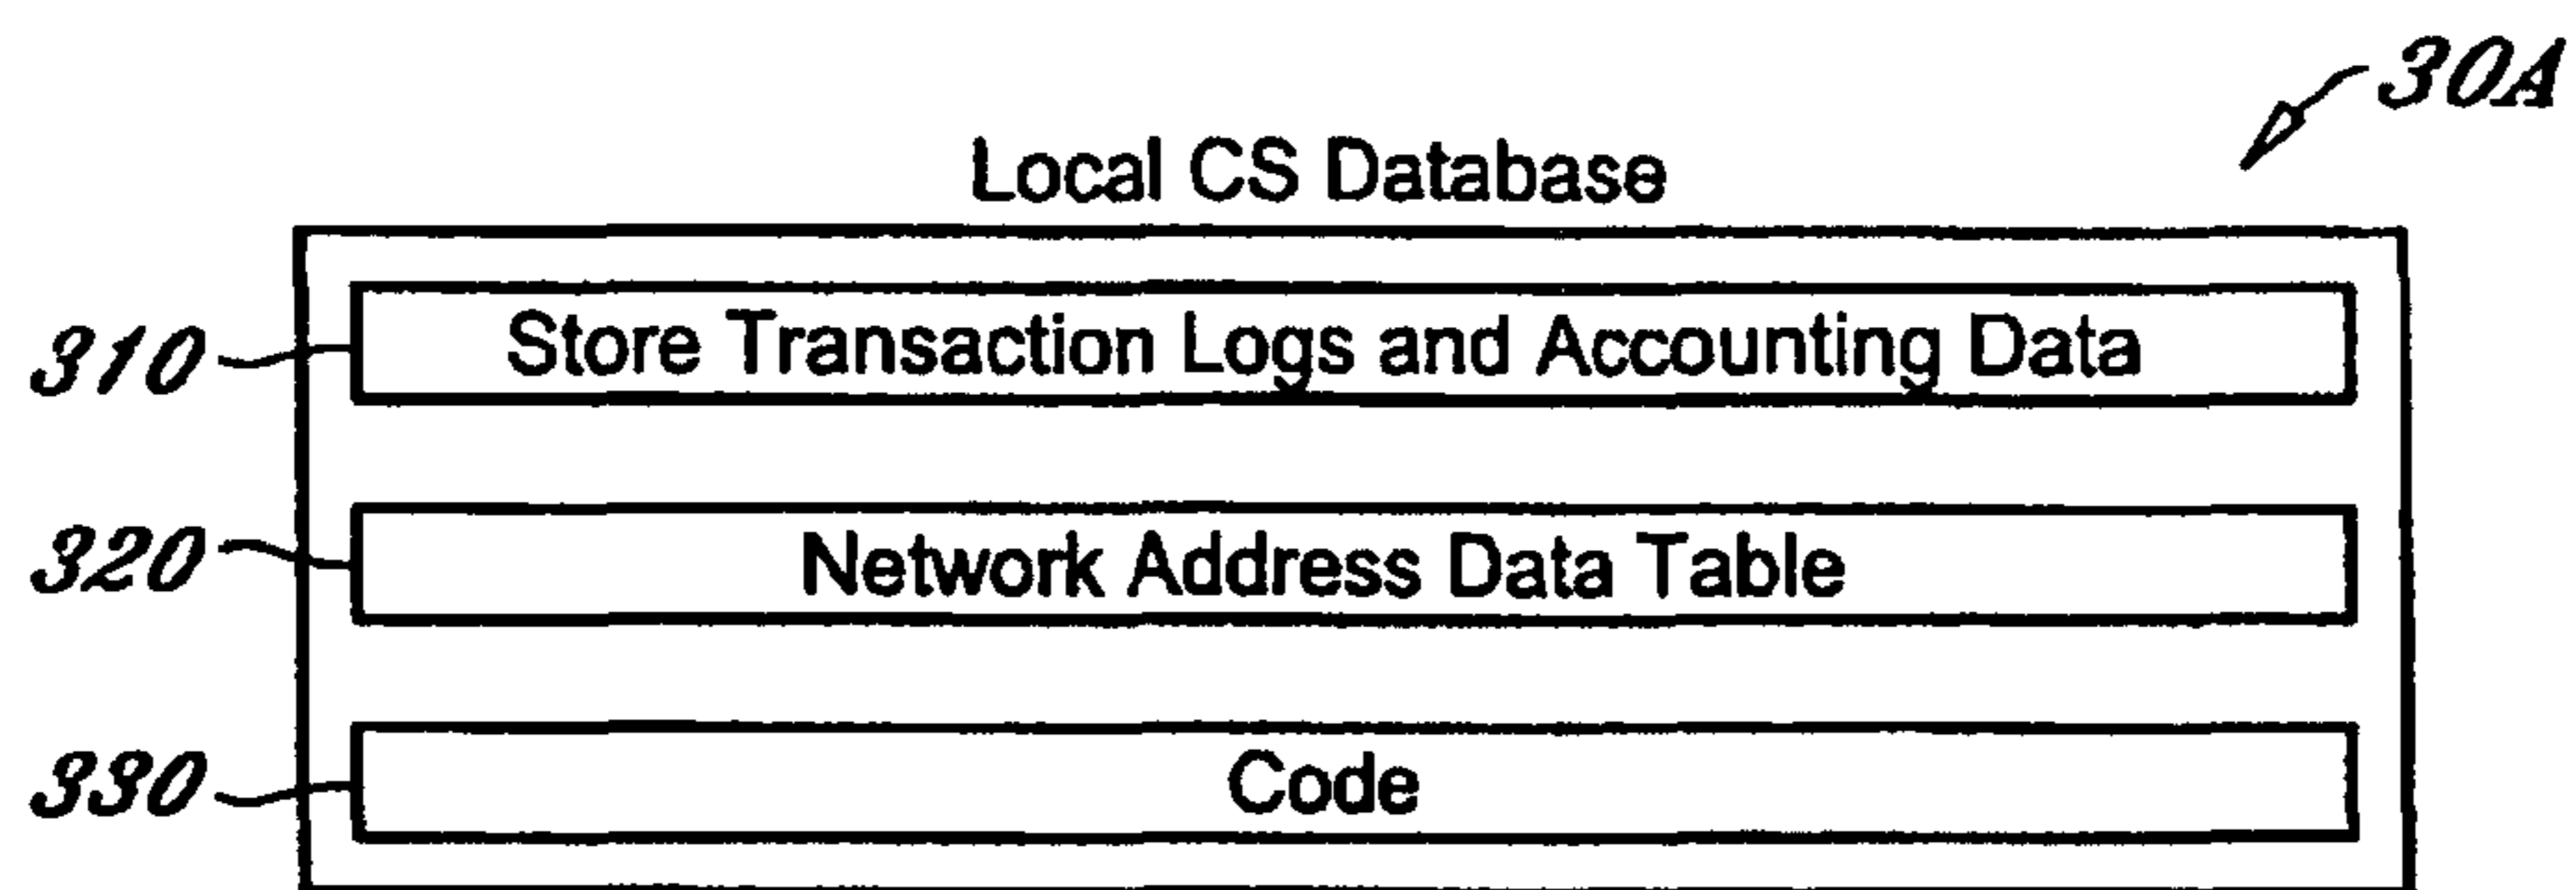 30A
Local CS Database
310 Store Transaction Logs and Accounting Data
320 Network Address Data Table
330 Code